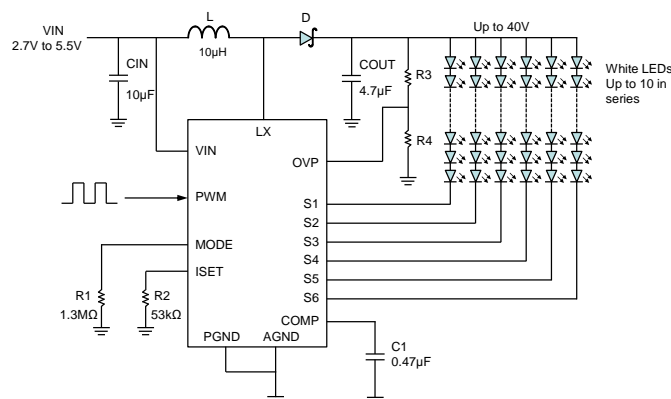 VIN
2.7V to 5.5V
L
10µH
D
Up to 40V
CIN
10µF
COUT
4.7µF
R3
R4
White LEDs
Up to 10 in
series
LX
VIN
OVP
PWM
S1
S2
S3
S4
S5
S6
MODE
ISET
COMP
R1
1.3MΩ
R2
53kΩ
PGND
AGND
C1
0.47µF